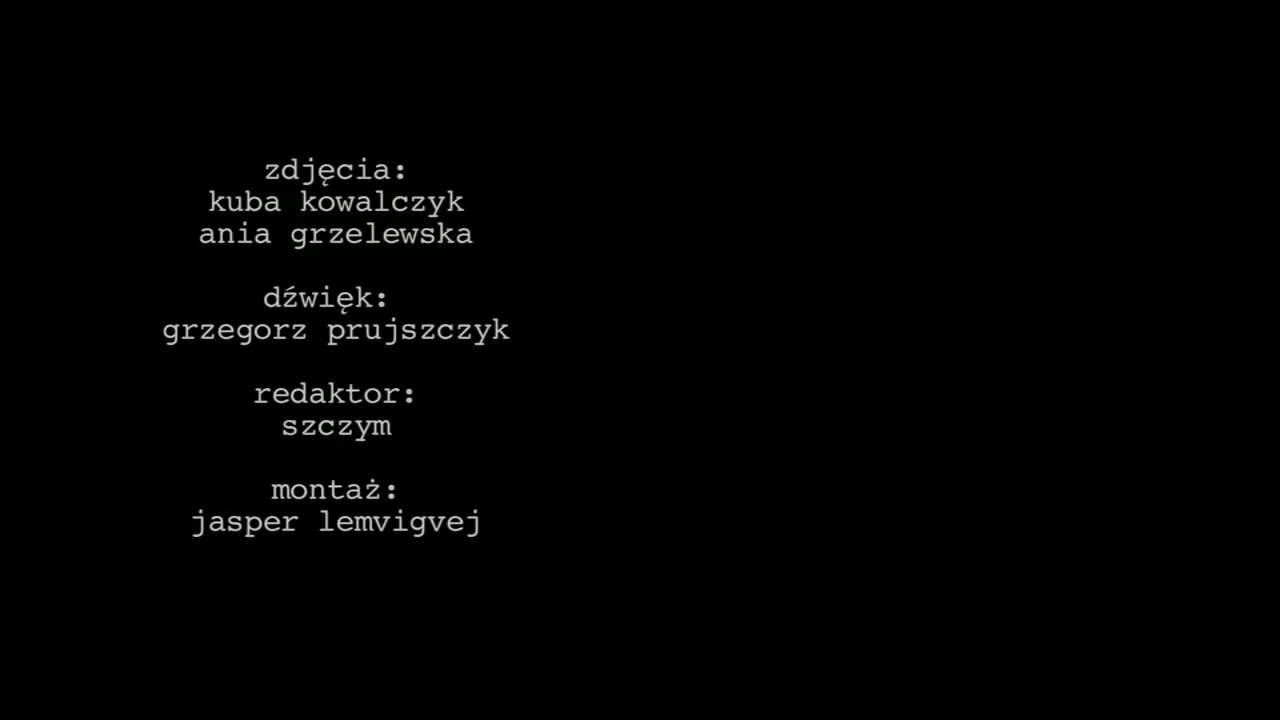 zdjęcia:
kuba kowalczyk
ania grzelewska
dźwięk:
grzegorz prujszczyk
redaktor:
szczym
montaż:
jasper lemvigvej